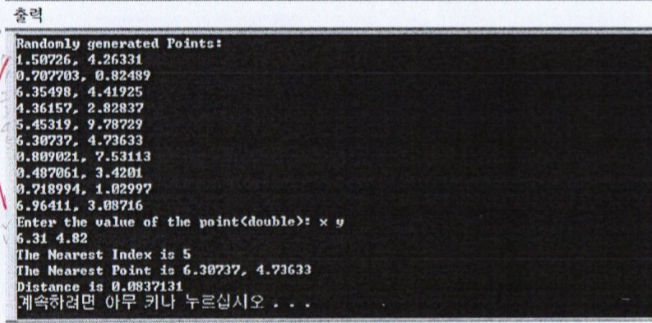 출력
Randomly generated Points:
1.50726, 4.26331
0.707703, 0.82489
6.35498, 4.41925
4.36157, 2.82837
5.45319, 9.78729
6.30737, 4.73633
0.809021, 7.53113
0.487061, 3.4201
0.718994, 1.02997
6.96411, 3.08716
Enter the value of the point(double): x y
6.31 4.82
The Nearest Index is 5
The Nearest Point is 6.30737, 4.73633
Distance is 0.0837131
계속하려면 아무 키나 누르십시오 . . .